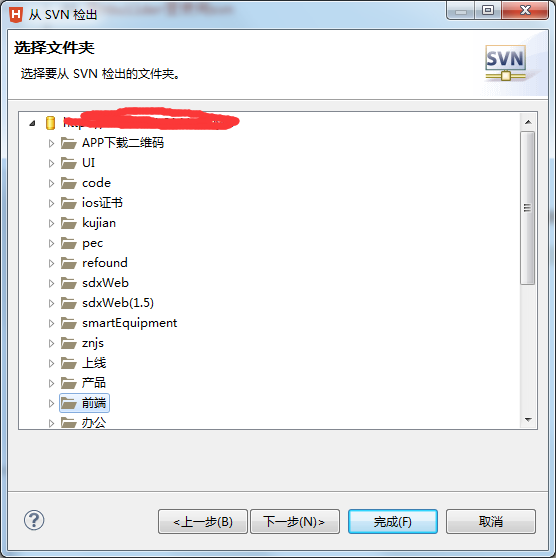 从 SVN 检出
选择文件夹
选择要从 SVN 检出的文件夹。
SVN
APP下载二维码
UI
code
ios证书
kujian
pec
refound
sdxWeb
sdxWeb(1.5)
smartEquipment
znjs
上线
产品
前端
办公
<上一步(B)
下一步(N)>
完成(F)
取消